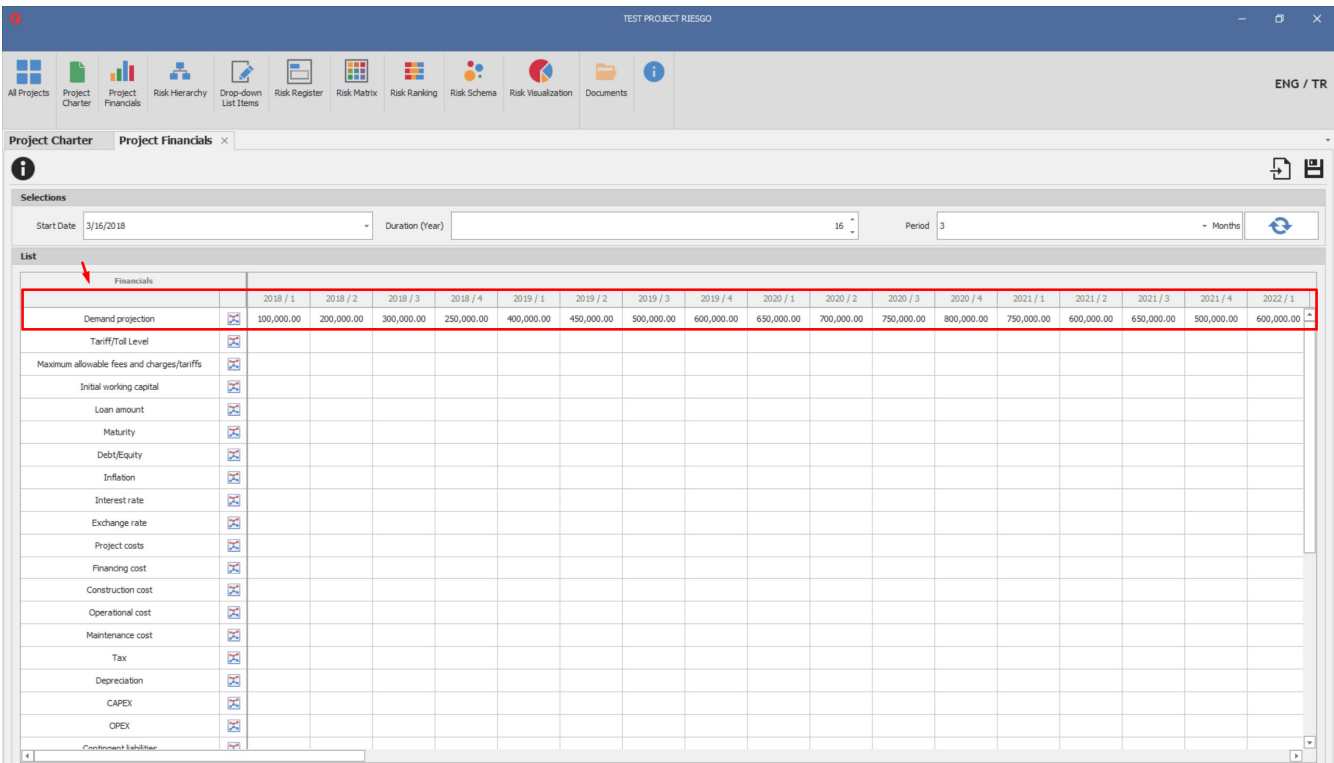 TEST PROJECT RIESGO
All Projects
Project Charter
Project Financials
Risk Hierarchy
Drop-down List Items
Risk Register
Risk Matrix
Risk Ranking
Risk Schema
Risk Visualization
Documents
ENG / TR
Project Charter Project Financials
Selections
Start Date 3/16/2018 Duration (Year) 16 Period 3 Months
List
Financials
2018 / 1 2018 / 2 2018 / 3 2018 / 4 2019 / 1 2019 / 2 2019 / 3 2019 / 4 2020 / 1 2020 / 2 2020 / 3 2020 / 4 2021 / 1 2021 / 2 2021 / 3 2021 / 4 2022 / 1
Demand projection 100,000.00 200,000.00 300,000.00 250,000.00 400,000.00 450,000.00 500,000.00 600,000.00 650,000.00 700,000.00 750,000.00 800,000.00 750,000.00 600,000.00 650,000.00 500,000.00 600,000.00
Tariff/Toll Level
Maximum allowable fees and charges/tariffs
Initial working capital
Loan amount
Maturity
Debt/Equity
Inflation
Interest rate
Exchange rate
Project costs
Financing cost
Construction cost
Operational cost
Maintenance cost
Tax
Depreciation
CAPEX
OPEX
Contingent liabilities